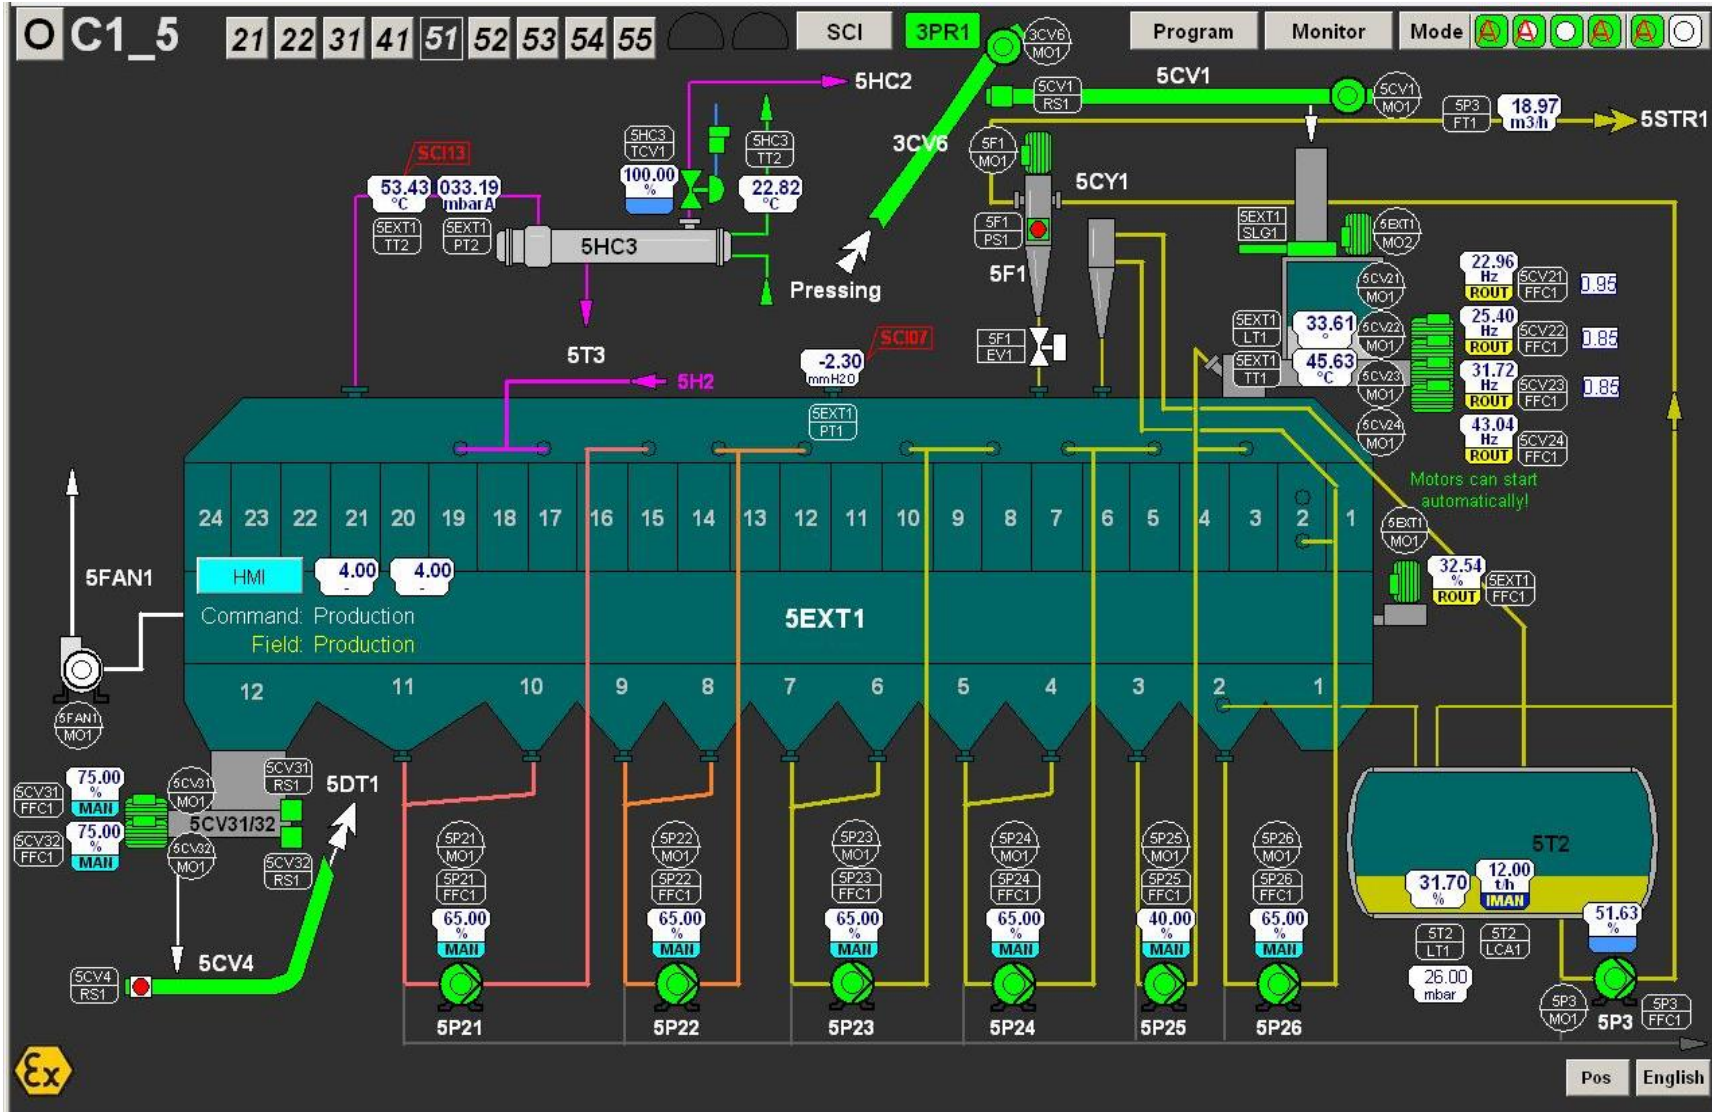 O C1_5
21 22 31 41 51 52 53 54 55
SCI
3PR1
3CV6
MO1
Program
Monitor
Mode
5HC2
5CV1
5CV1
RS1
5CV1
MO1
5P3
FT1
18.97
m3/h
5STR1
SCI13
53.43
°C
033.19
mbarA
5EXT1
TT2
5EXT1
PT2
5HC3
TCV1
100.00
%
5HC3
TT2
22.82
°C
5HC3
3CV6
Pressing
5F1
MO1
5F1
PS1
5F1
5CY1
5F1
EV1
5EXT1
SLG1
5EXT1
MO2
5CV21
MO1
22.96
Hz
ROUT
5CV21
FFC1
0.95
5EXT1
LT1
33.61
°
5CV22
MO1
25.40
Hz
ROUT
5CV22
FFC1
0.85
5EXT1
TT1
45.63
°C
5CV23
MO1
31.72
Hz
ROUT
5CV23
FFC1
0.85
5CV24
MO1
43.04
Hz
ROUT
5CV24
FFC1
Motors can start
automatically!
5T3
5H2
SCI07
-2.30
mmH2O
5EXT1
PT1
24 23 22 21 20 19 18 17 16 15 14 13 12 11 10 9 8 7 6 5 4 3 2 1
5EXT1
MO1
32.54
%
ROUT
5EXT1
FFC1
5FAN1
HMI
4.00
-
4.00
-
Command: Production
Field: Production
5EXT1
5FAN1
MO1
12 11 10 9 8 7 6 5 4 3 2 1
5CV31
FFC1
75.00
%
MAN
5CV31
MO1
5CV31
RS1
5DT1
5CV32
FFC1
75.00
%
MAN
5CV31/32
5CV32
MO1
5CV32
RS1
5CV4
5CV4
RS1
5P21
MO1
5P21
FFC1
65.00
%
MAN
5P21
5P22
MO1
5P22
FFC1
65.00
%
MAN
5P22
5P23
MO1
5P23
FFC1
65.00
%
MAN
5P23
5P24
MO1
5P24
FFC1
65.00
%
MAN
5P24
5P25
MO1
5P25
FFC1
40.00
%
MAN
5P25
5P26
MO1
5P26
FFC1
65.00
%
MAN
5P26
5T2
31.70
%
12.00
t/h
IMAN
5T2
LT1
5T2
LCA1
26.00
mbar
51.63
%
5P3
MO1
5P3
5P3
FFC1
Ex
Pos
English